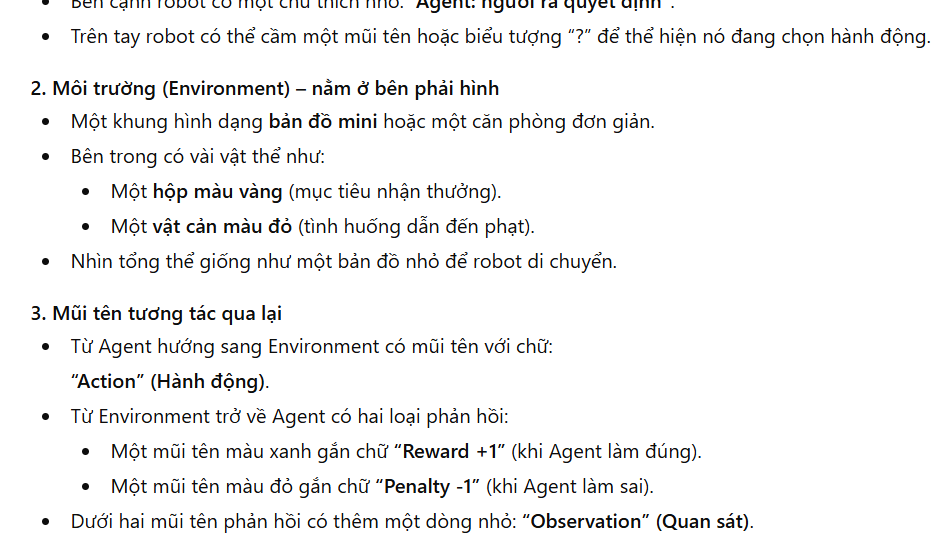 Bên cạnh robot có một chú thích nhỏ: “Agent: người ra quyết định”.
Trên tay robot có thể cầm một mũi tên hoặc biểu tượng “?” để thể hiện nó đang chọn hành động.
2. Môi trường (Environment) – nằm ở bên phải hình
Một khung hình dạng bản đồ mini hoặc một căn phòng đơn giản.
Bên trong có vài vật thể như:
Một hộp màu vàng (mục tiêu nhận thưởng).
Một vật cản màu đỏ (tình huống dẫn đến phạt).
Nhìn tổng thể giống như một bản đồ nhỏ để robot di chuyển.
3. Mũi tên tương tác qua lại
Từ Agent hướng sang Environment có mũi tên với chữ:
“Action” (Hành động).
Từ Environment trở về Agent có hai loại phản hồi:
Một mũi tên màu xanh gắn chữ “Reward +1” (khi Agent làm đúng).
Một mũi tên màu đỏ gắn chữ “Penalty -1” (khi Agent làm sai).
Dưới hai mũi tên phản hồi có thêm một dòng nhỏ: “Observation” (Quan sát).